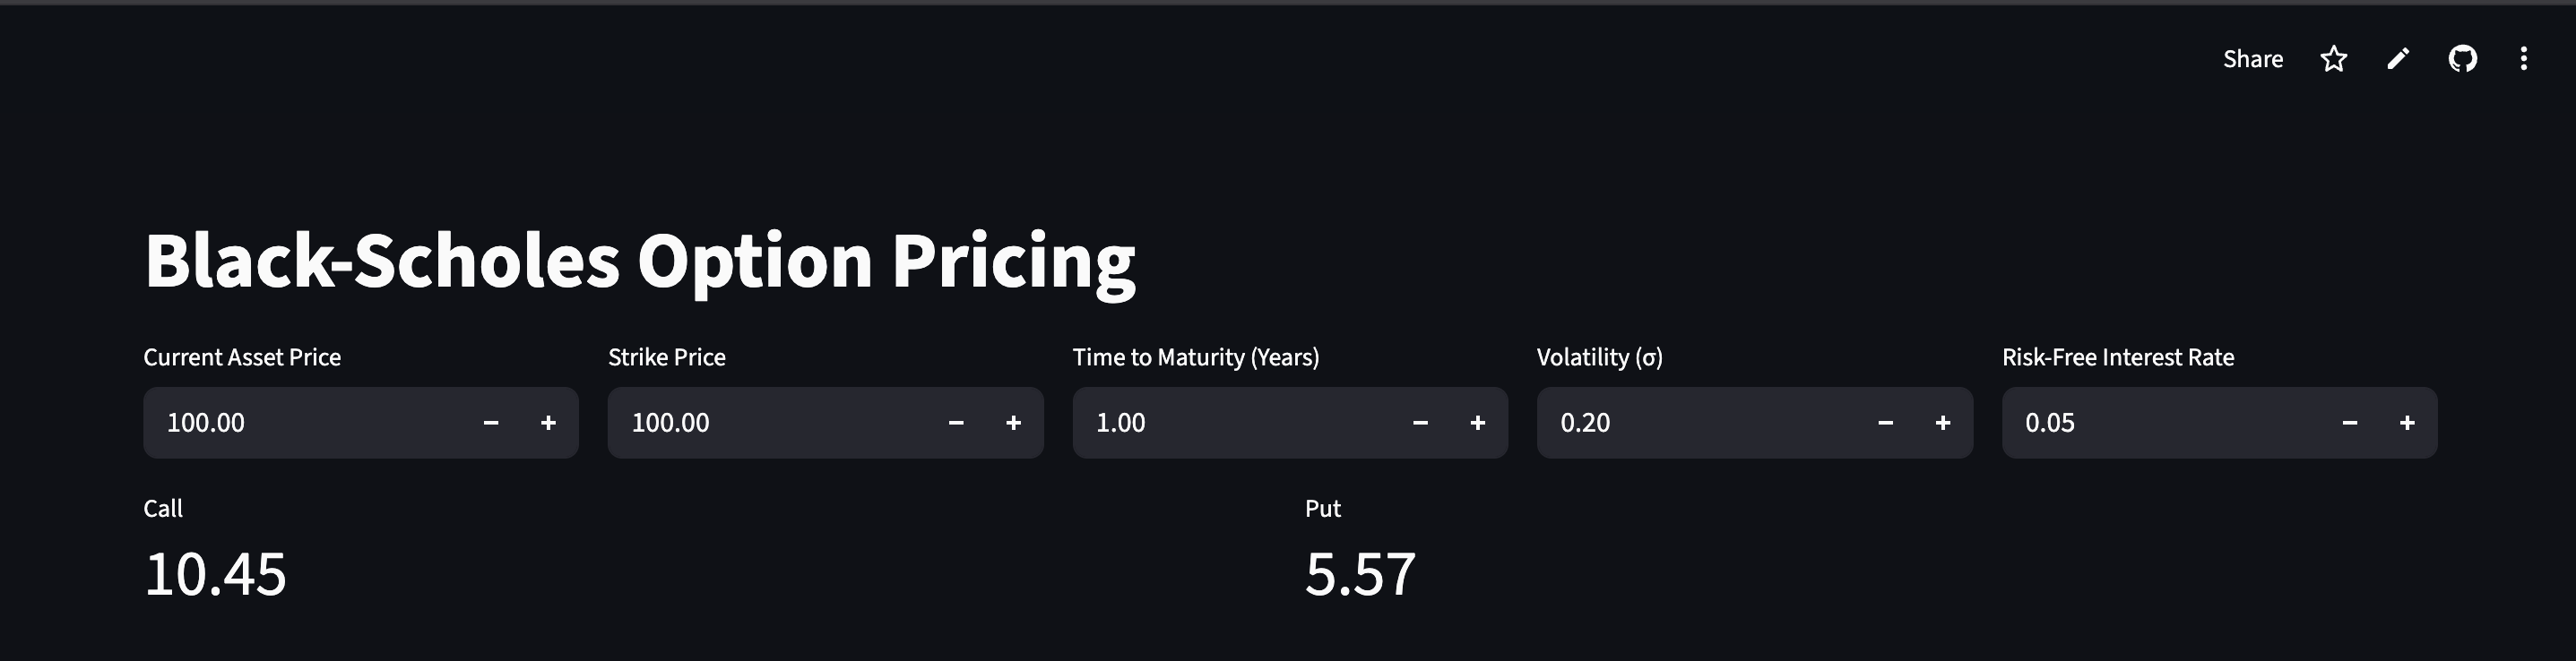 Share
Black-Scholes Option Pricing
Current Asset Price Strike Price Time to Maturity (Years) Volatility (σ) Risk-Free Interest Rate
100.00 − + 100.00 − + 1.00 − + 0.20 − + 0.05 − +
Call Put
10.45 5.57